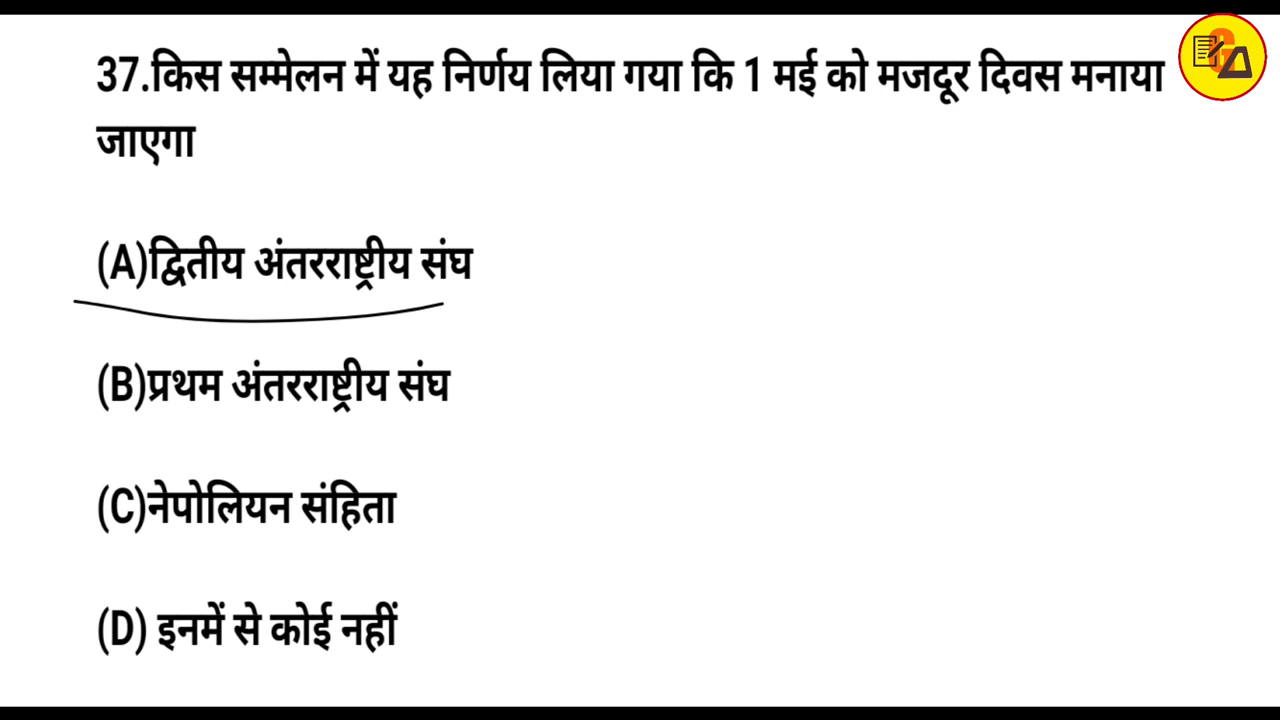 37.किस सम्मेलन में यह निर्णय लिया गया कि 1 मई को मजदूर दिवस मनाया
जाएगा
(A)द्वितीय अंतरराष्ट्रीय संघ
(B)प्रथम अंतरराष्ट्रीय संघ
(C)नेपोलियन संहिता
(D) इनमें से कोई नहीं